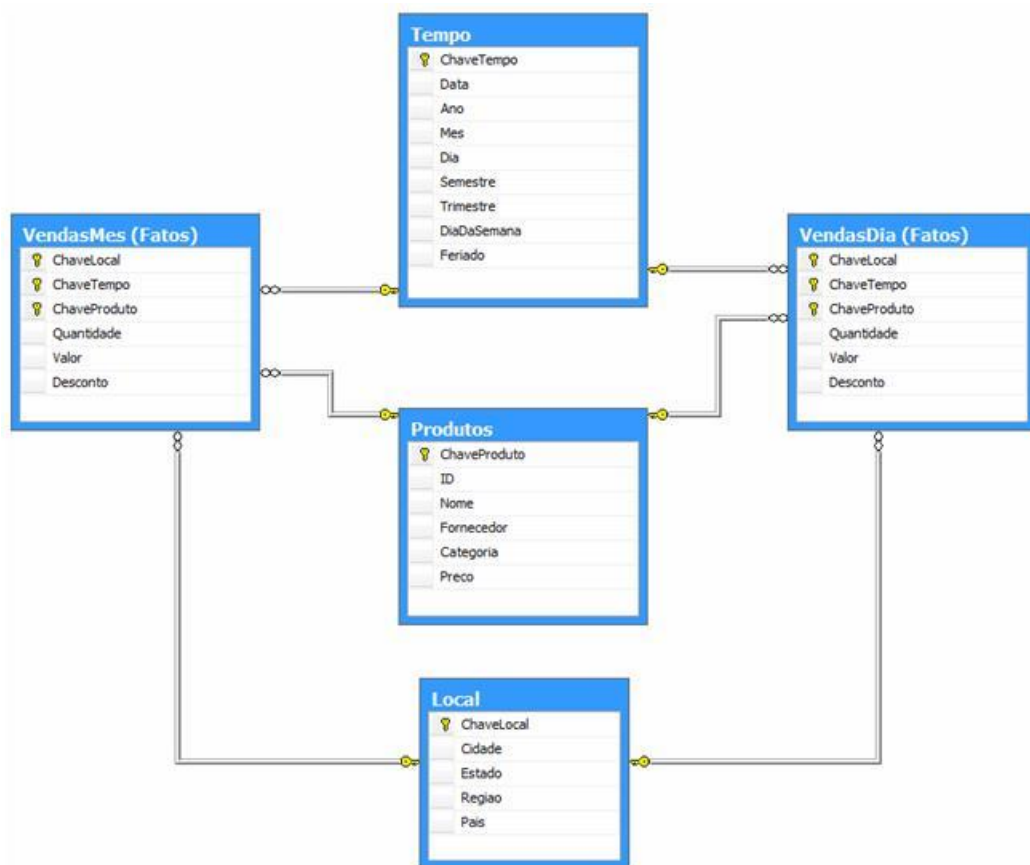 Tempo
ChaveTempo
Data
Ano
Mes
Dia
Semestre
Trimestre
DiaDaSemana
Feriado
VendasMes (Fatos)
ChaveLocal
ChaveTempo
ChaveProduto
Quantidade
Valor
Desconto
VendasDia (Fatos)
ChaveLocal
ChaveTempo
ChaveProduto
Quantidade
Valor
Desconto
Produtos
ChaveProduto
ID
Nome
Fornecedor
Categoria
Preco
Local
ChaveLocal
Cidade
Estado
Regiao
Pais